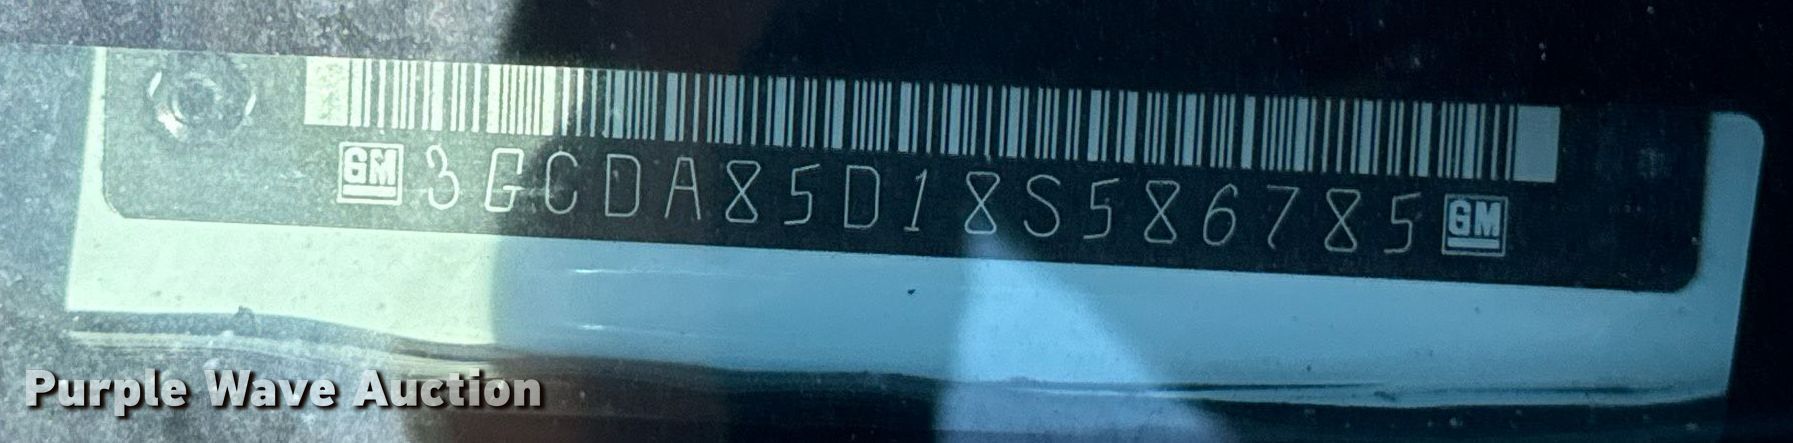 GM 3GCDA85D18S586785 GM
Purple Wave Auction